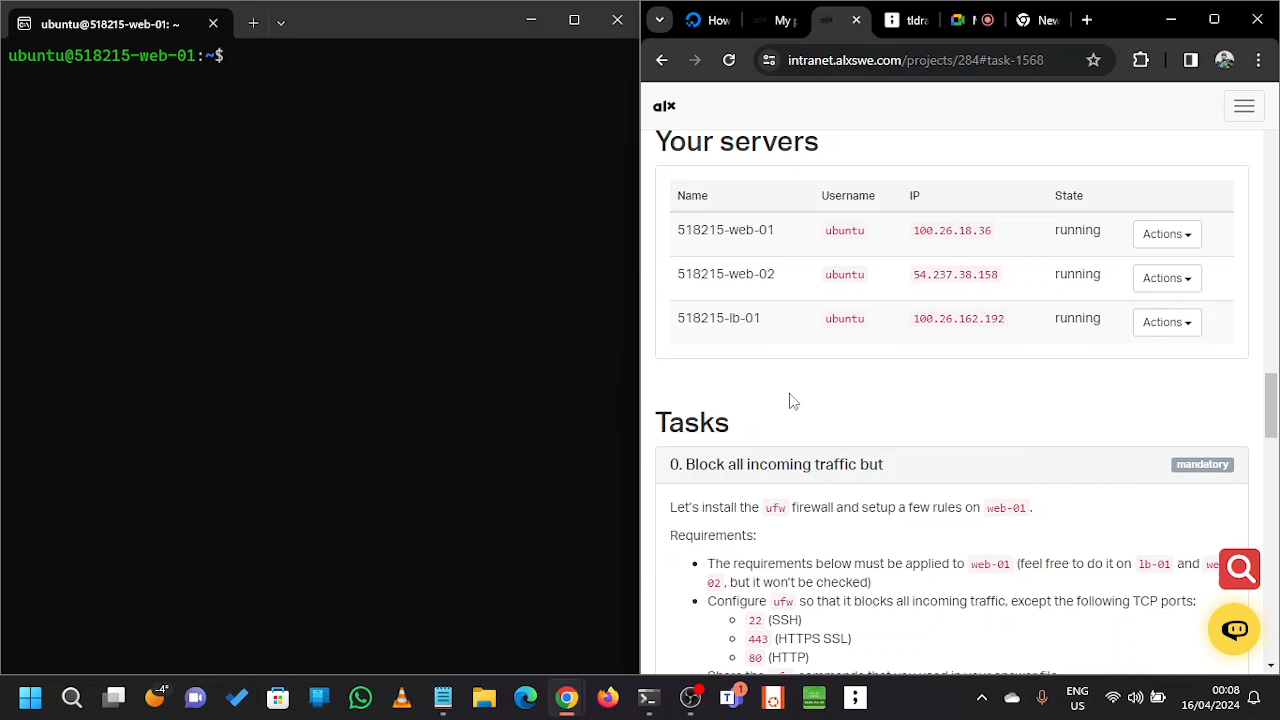 ubuntu@518215-web-01: ~
ubuntu@518215-web-01:~$
How
My p
tldra
M
New
intranet.alxswe.com/projects/284#task-1568
alx
Your servers
Name Username IP State
518215-web-01 ubuntu 100.26.18.36 running Actions
518215-web-02 ubuntu 54.237.38.158 running Actions
518215-lb-01 ubuntu 100.26.162.192 running Actions
Tasks
0. Block all incoming traffic but mandatory
Let's install the ufw firewall and setup a few rules on web-01.
Requirements:
The requirements below must be applied to web-01 (feel free to do it on lb-01 and we
02, but it won't be checked)
Configure ufw so that it blocks all incoming traffic, except the following TCP ports:
22 (SSH)
443 (HTTPS SSL)
80 (HTTP)
-4°
1
ENG
US
00:08
16/04/2024